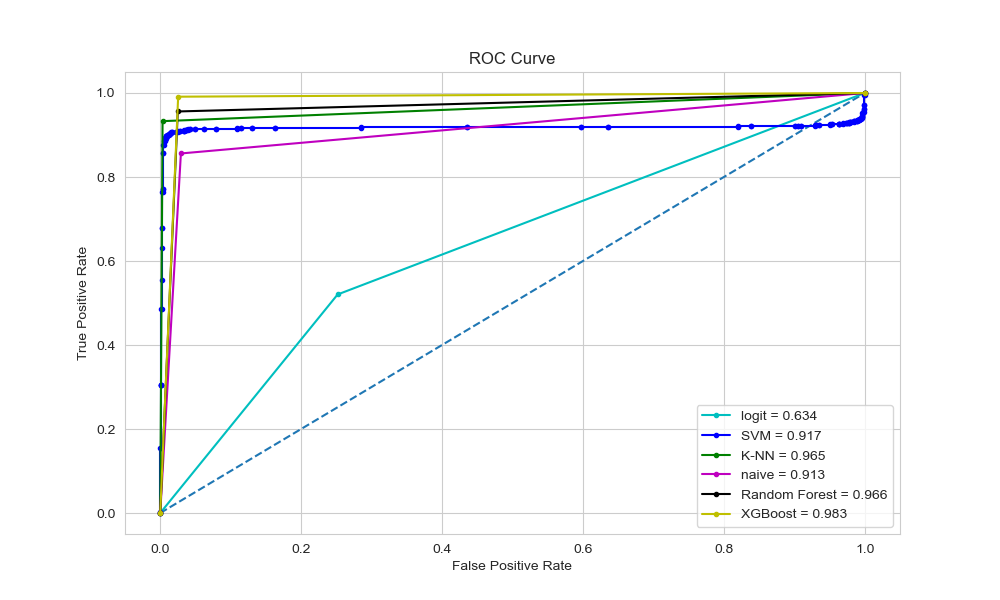 ROC Curve
1.0
0.8
0.6
0.4
0.2
0.0
True Positive Rate
logit = 0.634
SVM = 0.917
K-NN = 0.965
naive = 0.913
Random Forest = 0.966
XGBoost = 0.983
0.0 0.2 0.4 0.6 0.8 1.0
False Positive Rate